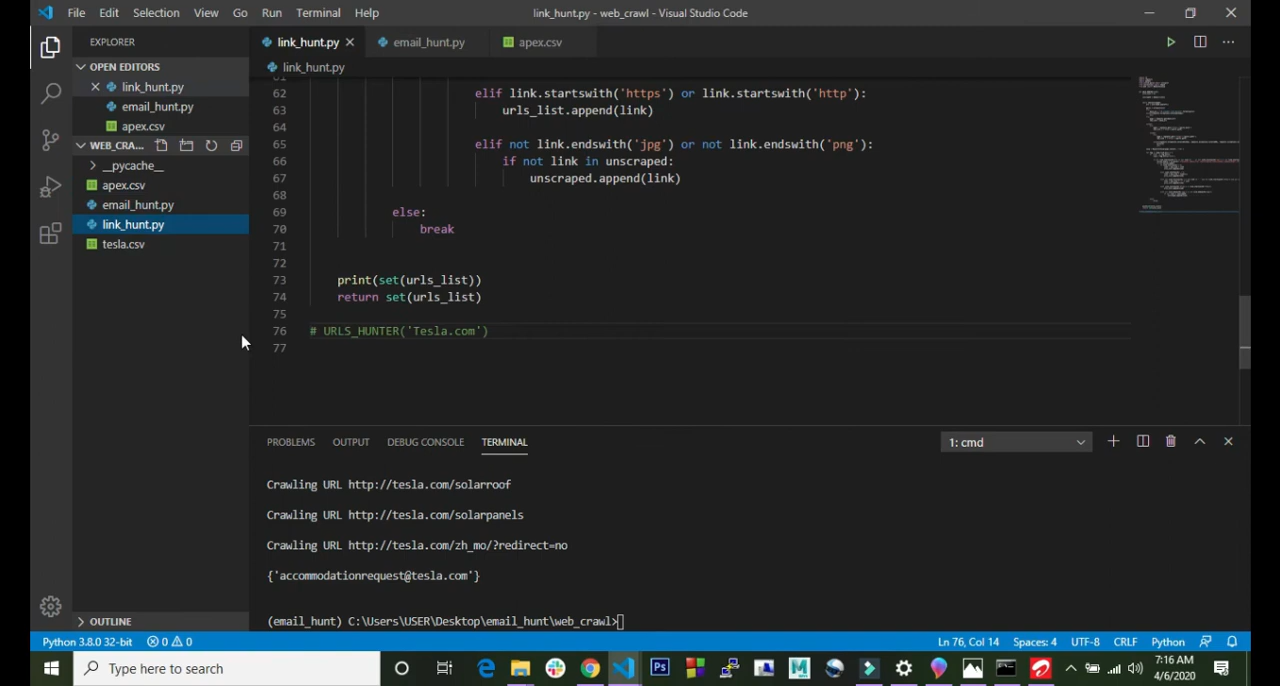 File Edit Selection View Go Run Terminal Help
link_hunt.py - web_crawl - Visual Studio Code
EXPLORER
link_hunt.py
email_hunt.py
apex.csv
OPEN EDITORS
link_hunt.py
email_hunt.py
apex.csv
WEB_CRA...
__pycache__
apex.csv
email_hunt.py
link_hunt.py
tesla.csv
OUTLINE
link_hunt.py
62 elif link.startswith('https') or link.startswith('http'):
63 urls_list.append(link)
64
65 elif not link.endswith('jpg') or not link.endswith('png'):
66 if not link in unscraped:
67 unscraped.append(link)
68
69 else:
70 break
71
72
73 print(set(urls_list))
74 return set(urls_list)
75
76 # URLS_HUNTER('Tesla.com')
77
PROBLEMS OUTPUT DEBUG CONSOLE TERMINAL
1: cmd
Crawling URL http://tesla.com/solarroof
Crawling URL http://tesla.com/solarpanels
Crawling URL http://tesla.com/zh_mo/?redirect=no
{'accommodationrequest@tesla.com'}
(email_hunt) C:\Users\USER\Desktop\email_hunt\web_crawl>
Python 3.8.0 32-bit 0 0
Ln 76, Col 14 Spaces: 4 UTF-8 CRLF Python
Type here to search
7:16 AM
4/6/2020